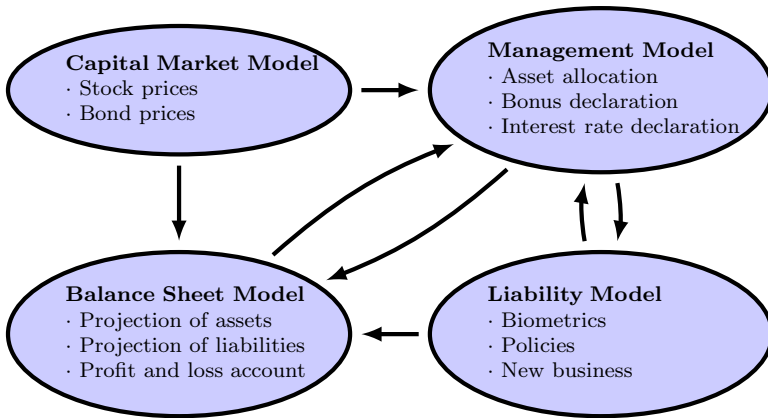 Capital Market Model
· Stock prices
· Bond prices
Management Model
· Asset allocation
· Bonus declaration
· Interest rate declaration
Balance Sheet Model
· Projection of assets
· Projection of liabilities
· Profit and loss account
Liability Model
· Biometrics
· Policies
· New business